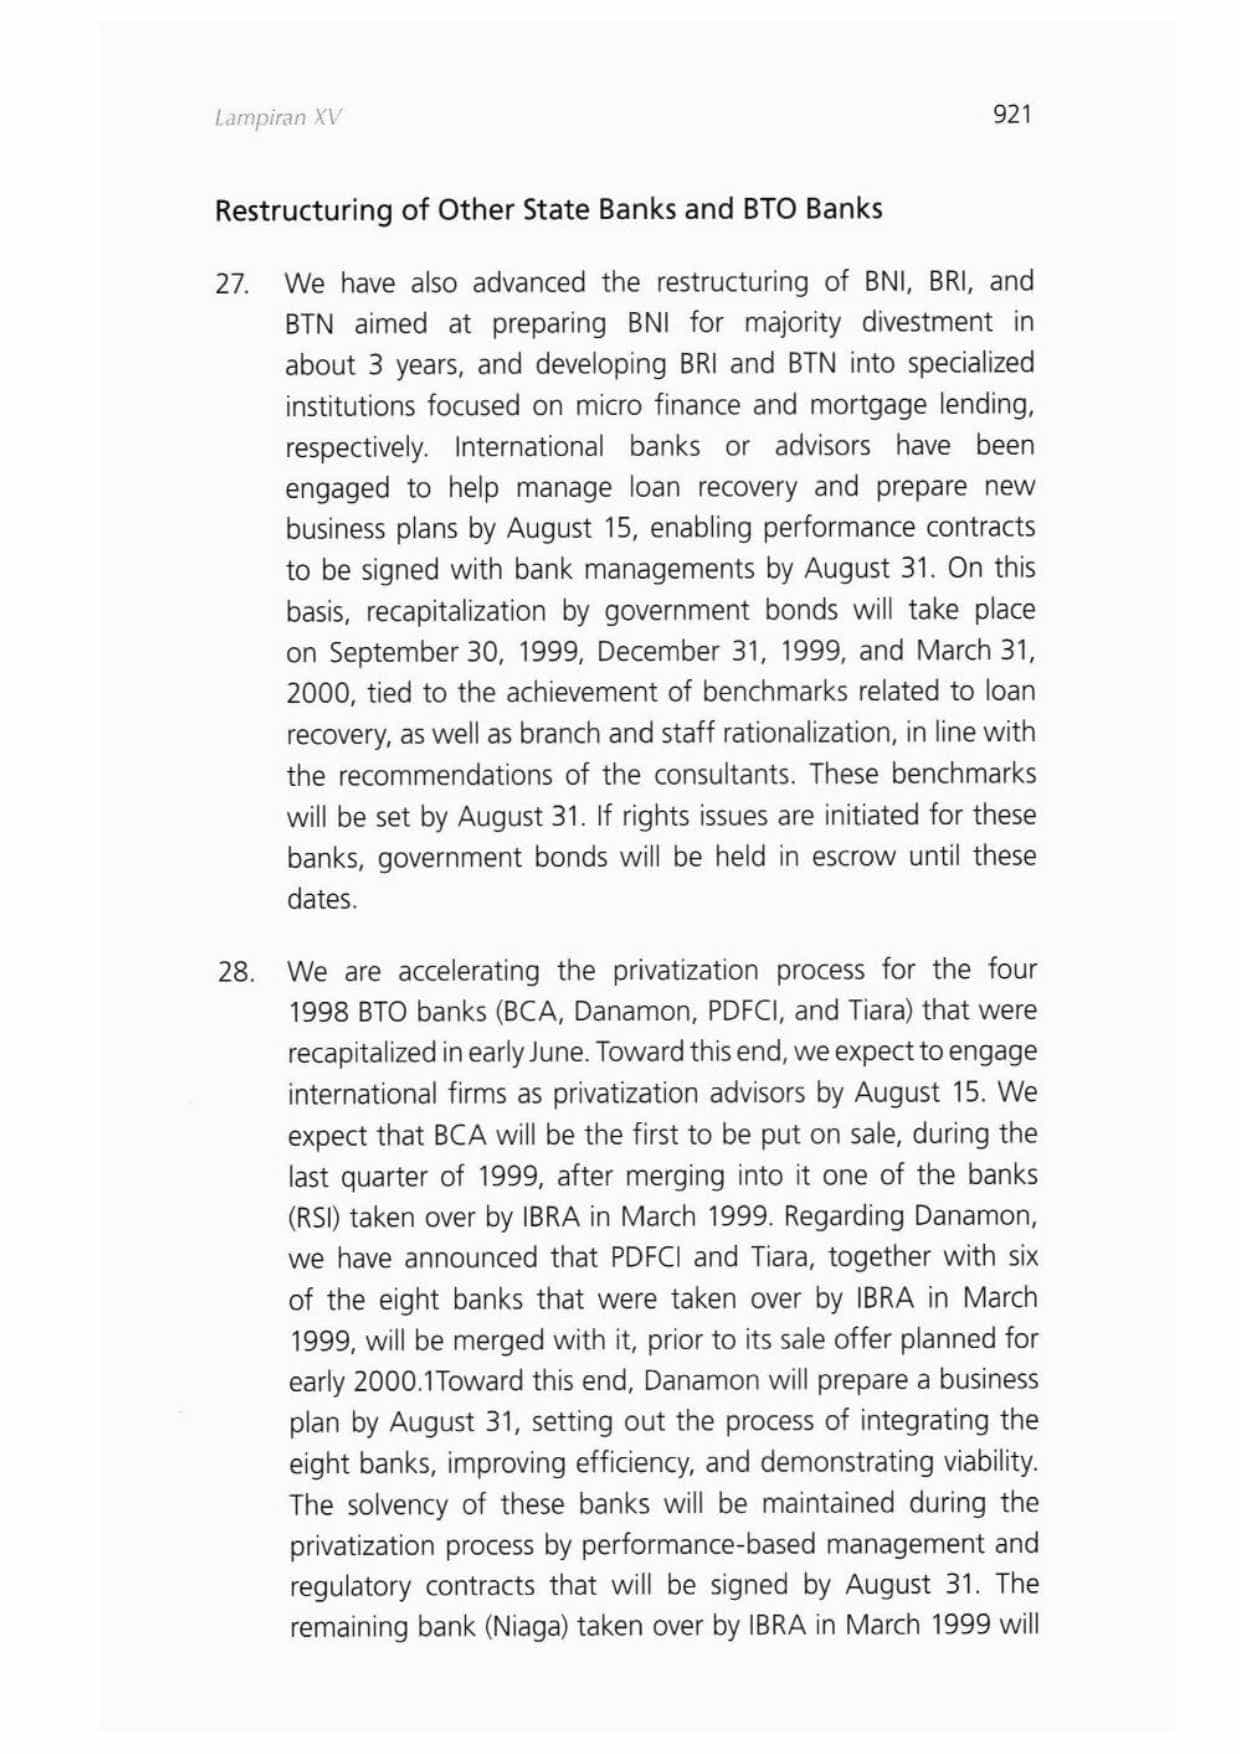 Lampiran XV
921
Restructuring of Other State Banks and BTO Banks
27. We have also advanced the restructuring of BNI, BRI, and
BTN aimed at preparing BNI for majority divestment in
about 3 years, and developing BRI and BTN into specialized
institutions focused on micro finance and mortgage lending,
respectively. International banks or advisors have been
engaged to help manage loan recovery and prepare new
business plans by August 15, enabling performance contracts
to be signed with bank managements by August 31. On this
basis, recapitalization by government bonds will take place
on September 30, 1999, December 31, 1999, and March 31,
2000, tied to the achievement of benchmarks related to loan
recovery, as well as branch and staff rationalization, in line with
the recommendations of the consultants. These benchmarks
will be set by August 31. If rights issues are initiated for these
banks, government bonds will be held in escrow until these
dates.
28. We are accelerating the privatization process for the four
1998 BTO banks (BCA, Danamon, PDFCI, and Tiara) that were
recapitalized in early June. Toward this end, we expect to engage
international firms as privatization advisors by August 15. We
expect that BCA will be the first to be put on sale, during the
last quarter of 1999, after merging into it one of the banks
(RSI) taken over by IBRA in March 1999. Regarding Danamon,
we have announced that PDFCI and Tiara, together with six
of the eight banks that were taken over by IBRA in March
1999, will be merged with it, prior to its sale offer planned for
early 2000.1Toward this end, Danamon will prepare a business
plan by August 31, setting out the process of integrating the
eight banks, improving efficiency, and demonstrating viability.
The solvency of these banks will be maintained during the
privatization process by performance-based management and
regulatory contracts that will be signed by August 31. The
remaining bank (Niaga) taken over by IBRA in March 1999 will